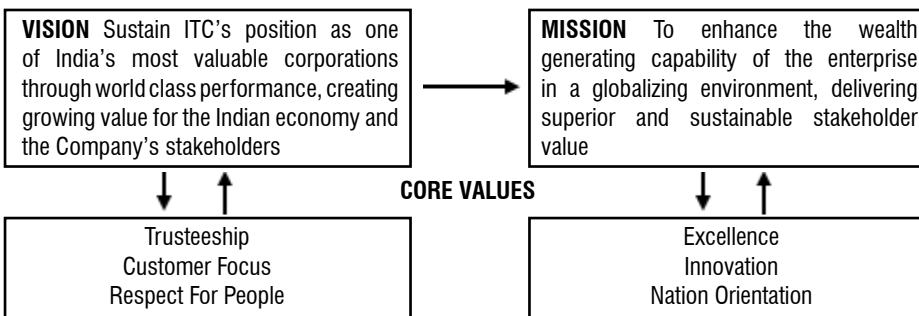 VISION Sustain ITC’s position as one
of India’s most valuable corporations
through world class performance, creating
growing value for the Indian economy and
the Company’s stakeholders
MISSION To enhance the wealth
generating capability of the enterprise
in a globalizing environment, delivering
superior and sustainable stakeholder
value
CORE VALUES
Trusteeship
Customer Focus
Respect For People
Excellence
Innovation
Nation Orientation